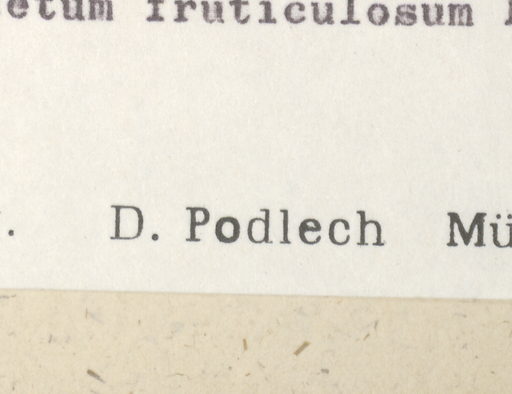 etum fruticulosum
. D. Podlech Mü